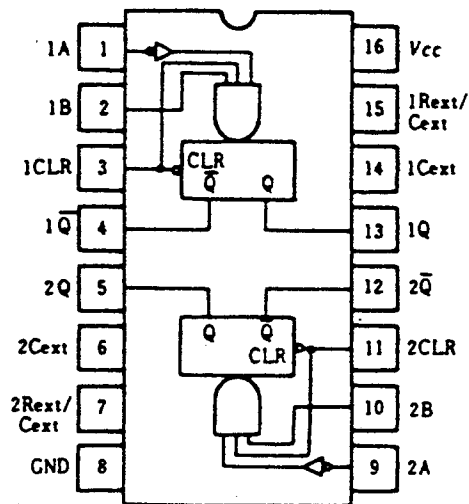 1A 1
1B 2
1CLR 3
1Q̅ 4
2Q 5
2Cext 6
2Rext/
Cext 7
GND 8
16 Vcc
15 1Rext/
Cext
14 1Cext
13 1Q
12 2Q̅
11 2CLR
10 2B
9 2A
CLR
Q̅ Q
Q Q̅
CLR